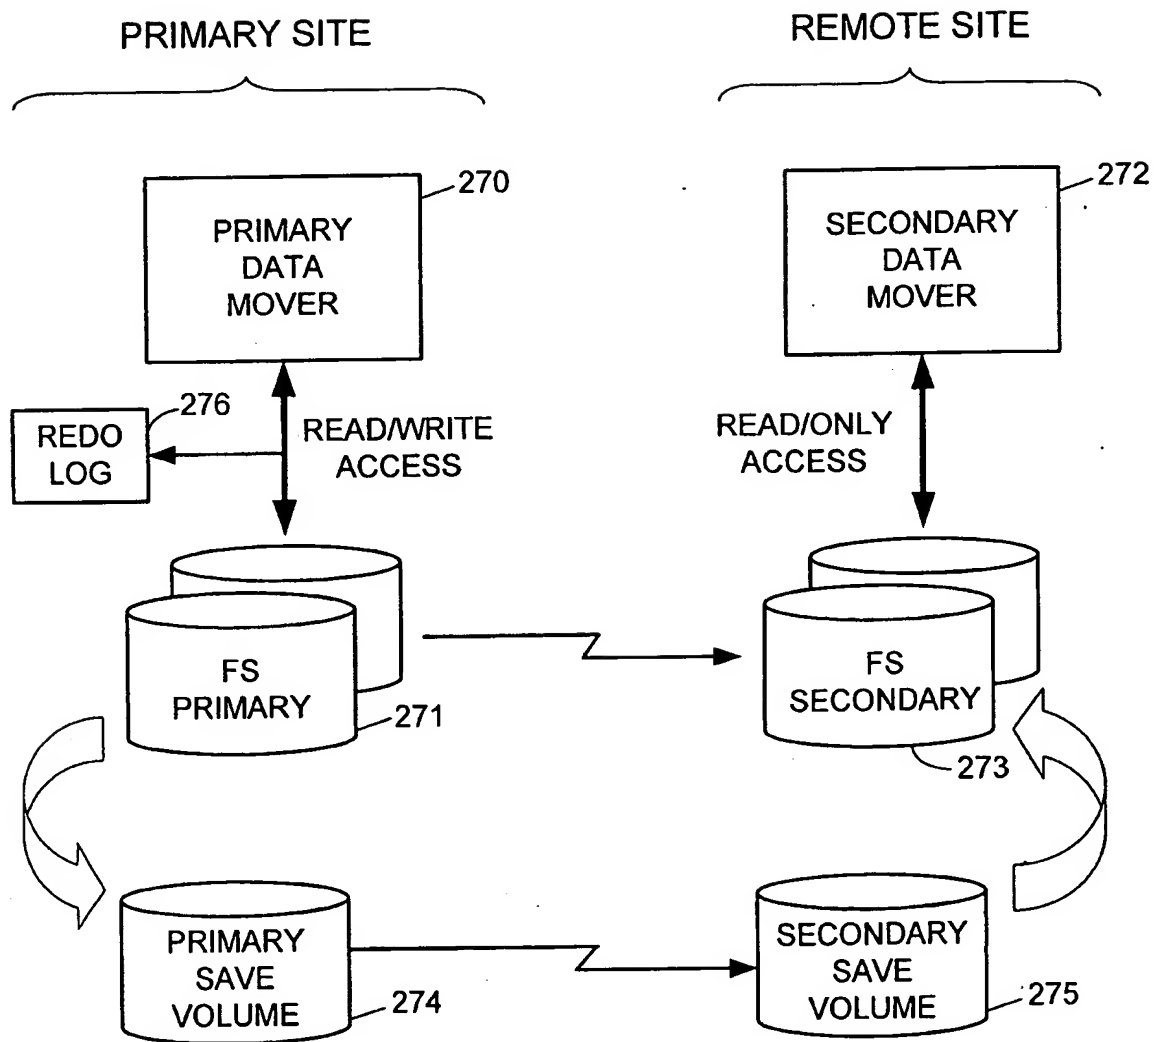 PRIMARY SITE
REMOTE SITE
270
PRIMARY
DATA
MOVER
272
SECONDARY
DATA
MOVER
276
REDO
LOG
READ/WRITE
ACCESS
READ/ONLY
ACCESS
FS
PRIMARY
271
FS
SECONDARY
273
PRIMARY
SAVE
VOLUME
274
SECONDARY
SAVE
VOLUME
275